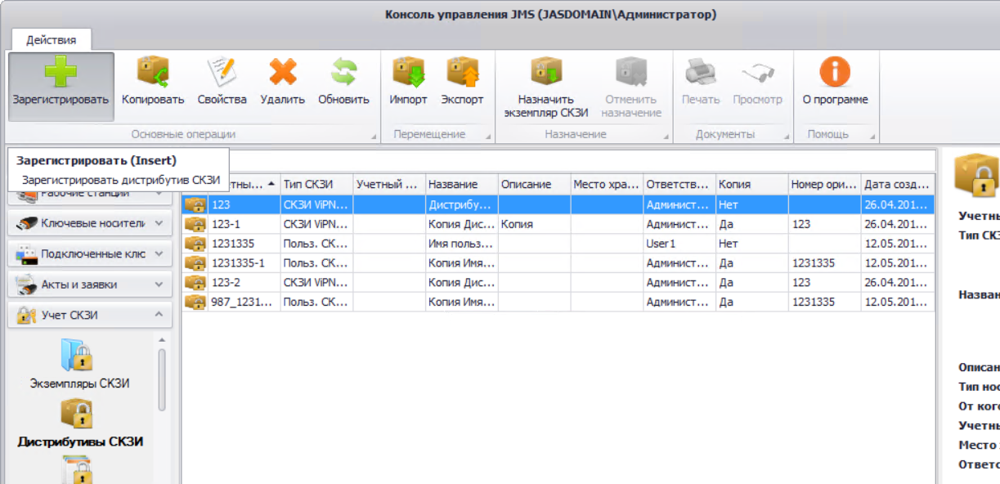 Консоль управления JMS (JASDOMAIN\Администратор)
Действия
Зарегистрировать
Копировать
Свойства
Удалить
Обновить
Импорт
Экспорт
Назначить
экземпляр СКЗИ
Отменить
назначение
Печать
Просмотр
О программе
Основные операции
Перемещение
Назначение
Документы
Помощь
Зарегистрировать (Insert)
Зарегистрировать дистрибутив СКЗИ
Рабочие станции
Ключевые носители
Подключенные клю
Акты и заявки
Учет СКЗИ
Экземпляры СКЗИ
Дистрибутивы СКЗИ
тны... Тип СКЗИ Учетный ... Название Описание Место хра... Ответств... Копия Номер ори... Дата созд...
123 СКЗИ ViPN... Дистрибу... Админист... Нет 26.04.201...
123-1 СКЗИ ViPN... Копия Дис... Копия Админист... Да 123 26.04.201...
1231335 Польз. СК... Имя польз... User1 Нет 12.05.201...
1231335-1 Польз. СК... Копия Имя... Админист... Да 1231335 12.05.201...
123-2 СКЗИ ViPN... Копия Дис... Админист... Да 123 26.04.201...
987_1231... Польз. СК... Копия Имя... Админист... Да 1231335 12.05.201...
Учетны
Тип СКЗ
Назван
Описан
Тип нос
От кого
Учетны
Место
Ответс